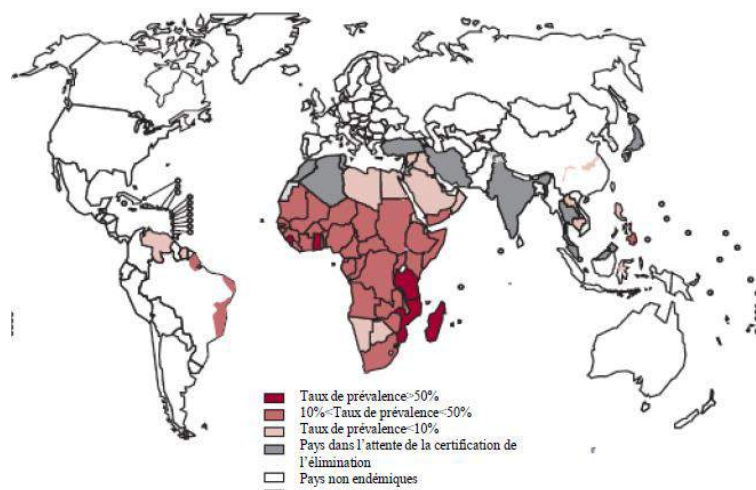 Taux de prévalence>50%
10%<Taux de prévalence<50%
Taux de prévalence<10%
Pays dans l’attente de la certification de
l’élimination
Pays non endémiques